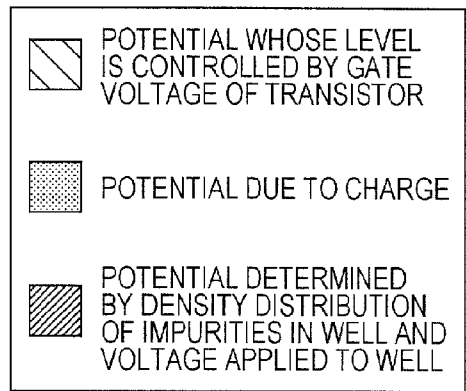 POTENTIAL WHOSE LEVEL
IS CONTROLLED BY GATE
VOLTAGE OF TRANSISTOR
POTENTIAL DUE TO CHARGE
POTENTIAL DETERMINED
BY DENSITY DISTRIBUTION
OF IMPURITIES IN WELL AND
VOLTAGE APPLIED TO WELL